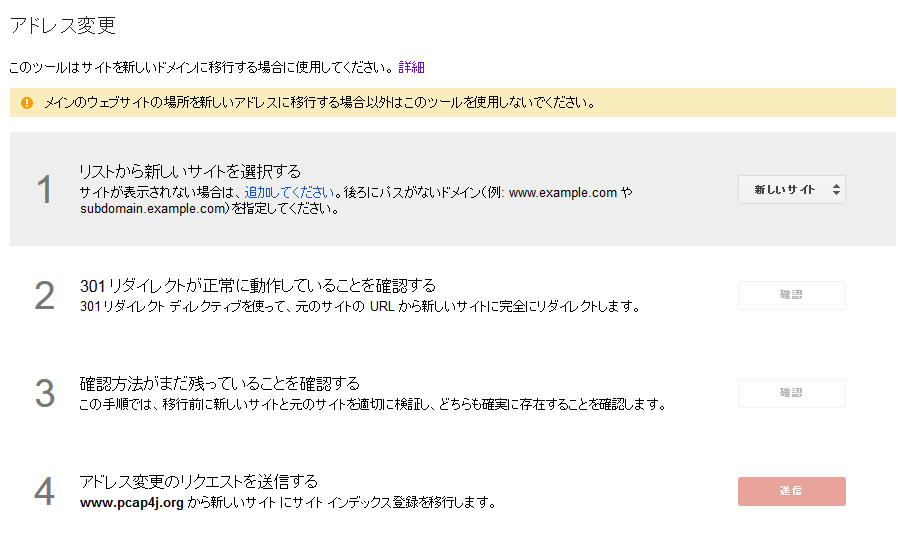 アドレス変更
このツールはサイトを新しいドメインに移行する場合に使用してください。 詳細
メインのウェブサイトの場所を新しいアドレスに移行する場合以外はこのツールを使用しないでください。
1
リストから新しいサイトを選択する
サイトが表示されない場合は、追加してください。後ろにパスがないドメイン（例: www.example.com や
subdomain.example.com）を指定してください。
新しいサイト
2
301 リダイレクトが正常に動作していることを確認する
301 リダイレクト ディレクティブを使って、元のサイトの URL から新しいサイトに完全にリダイレクトします。
確認
3
確認方法がまだ残っていることを確認する
この手順では、移行前に新しいサイトと元のサイトを適切に検証し、どちらも確実に存在することを確認します。
確認
4
アドレス変更のリクエストを送信する
www.pcap4j.org から新しいサイト にサイト インデックス登録を移行します。
送信